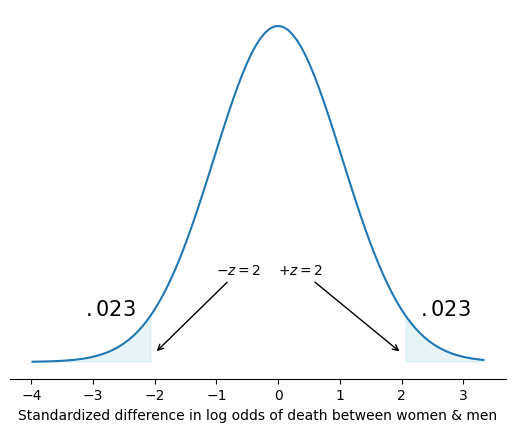 −z = 2 +z = 2
.023 .023
−4 −3 −2 −1 0 1 2 3
Standardized difference in log odds of death between women & men